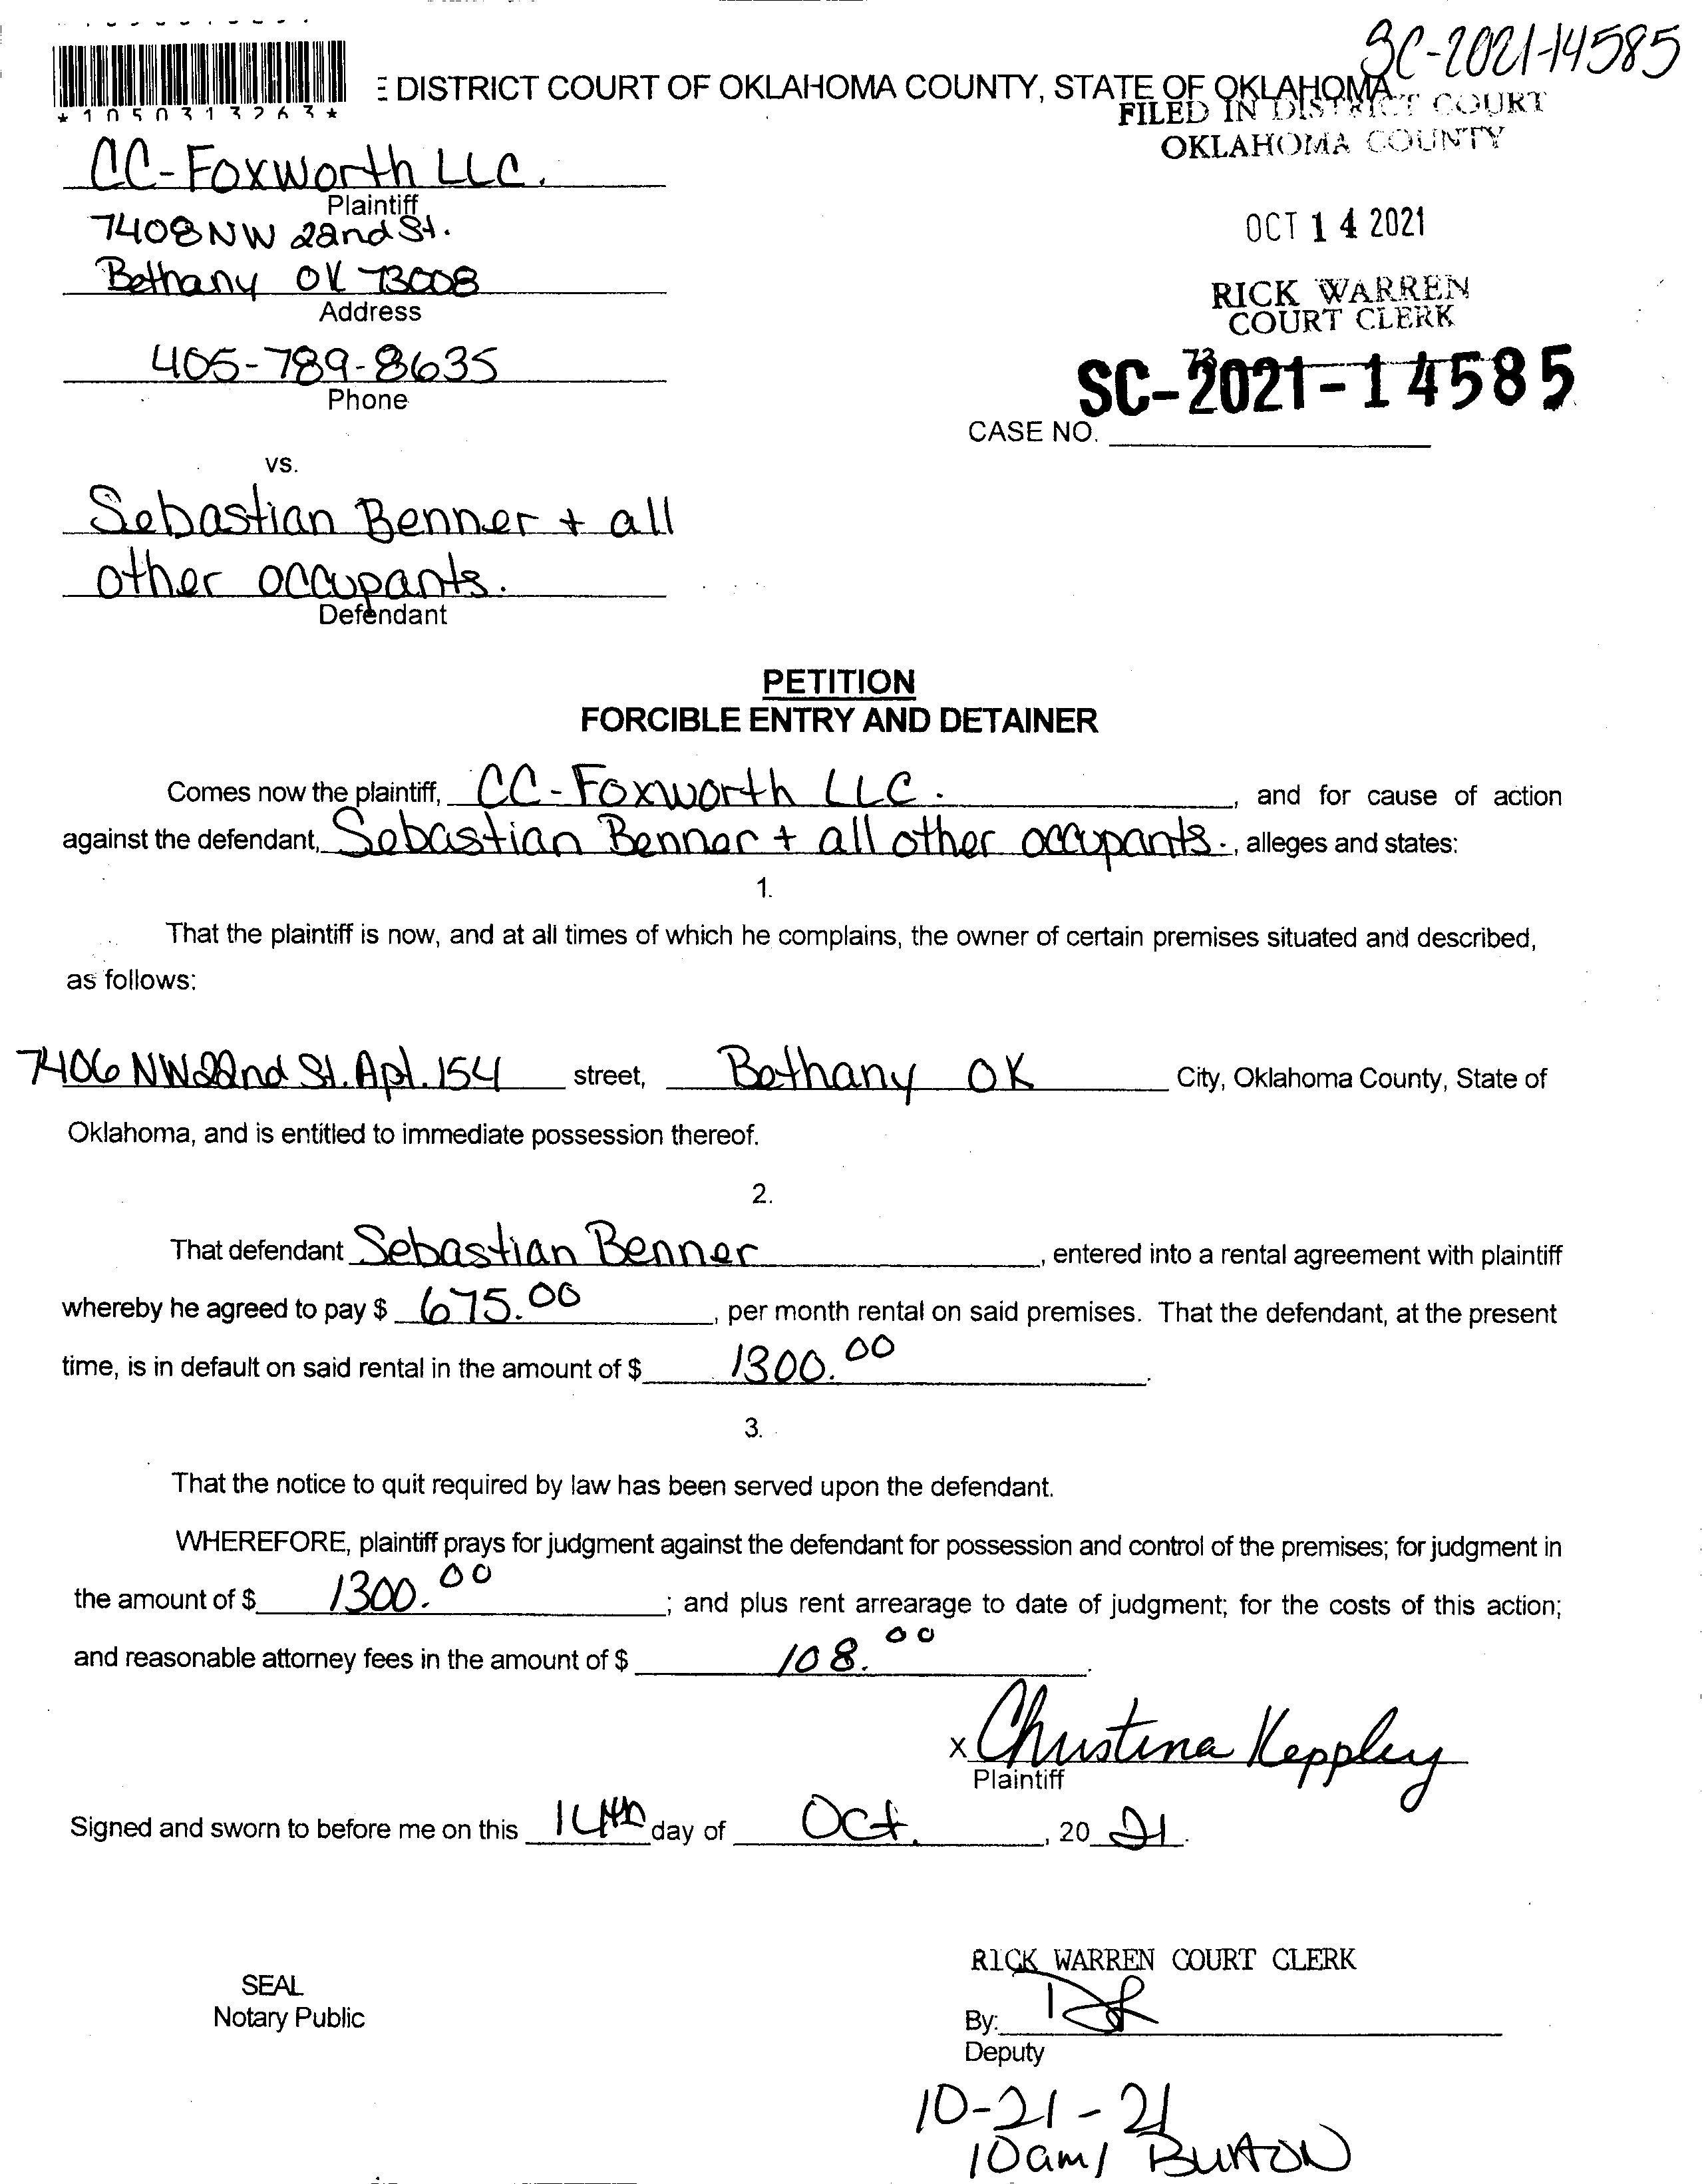 SC-2021-14585
E DISTRICT COURT OF OKLAHOMA COUNTY, STATE OF OKLAHOMA
FILED IN DISTRICT COURT
OKLAHOMA COUNTY
*1050313263*
CC-Foxworth LLC.
Plaintiff
7408 NW 22nd St.
OCT 14 2021
Bethany OK 73008
Address
RICK WARREN
COURT CLERK
405-789-8635
Phone
73
SC-2021-14585
CASE NO.
vs.
Sebastian Benner + all
other occupants.
Defendant
PETITION
FORCIBLE ENTRY AND DETAINER
Comes now the plaintiff, CC-Foxworth LLC. , and for cause of action
against the defendant, Sebastian Benner + all other occupants. , alleges and states:
1.
That the plaintiff is now, and at all times of which he complains, the owner of certain premises situated and described,
as follows:
7406 NW 22nd St. Apt. 154 street, Bethany OK City, Oklahoma County, State of
Oklahoma, and is entitled to immediate possession thereof.
2.
That defendant Sebastian Benner , entered into a rental agreement with plaintiff
whereby he agreed to pay $ 675.00 , per month rental on said premises. That the defendant, at the present
time, is in default on said rental in the amount of $ 1300.00 .
3.
That the notice to quit required by law has been served upon the defendant.
WHEREFORE, plaintiff prays for judgment against the defendant for possession and control of the premises; for judgment in
the amount of $ 1300.00 ; and plus rent arrearage to date of judgment; for the costs of this action;
and reasonable attorney fees in the amount of $ 108.00 .
x Christina Keppley
Plaintiff
Signed and sworn to before me on this 14th day of Oct. , 20 21 .
RICK WARREN COURT CLERK
SEAL
Notary Public
By:
Deputy
10-21-21
10am/ Burton